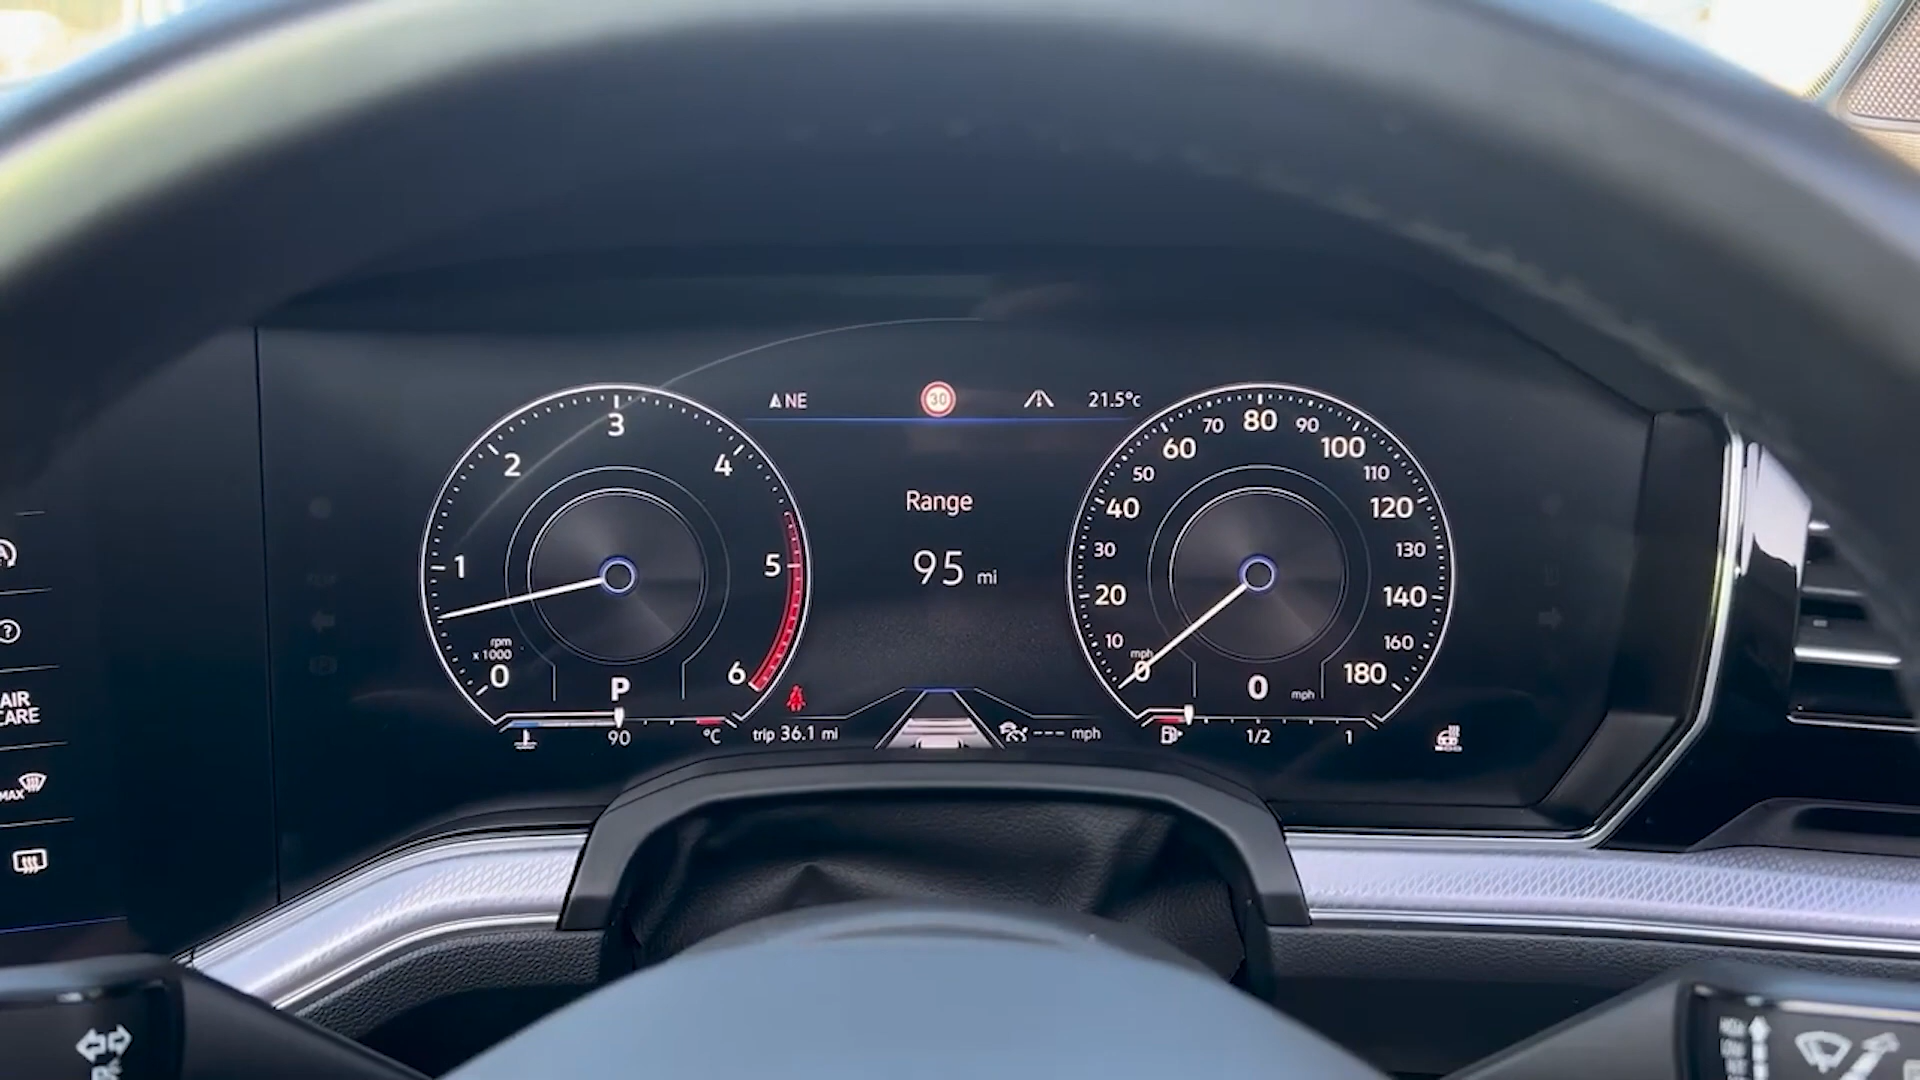 NE 30 21.5°C
3
2 4
1 5
rpm
x 1000
0 6
P
90 °C
Range
95 mi
trip 36.1 mi
--- mph
80
70 90
60 100
50 110
40 120
30 130
20 140
10 160
mph
0 180
0 mph
1/2 1
A
?
AIR
CARE
MAX